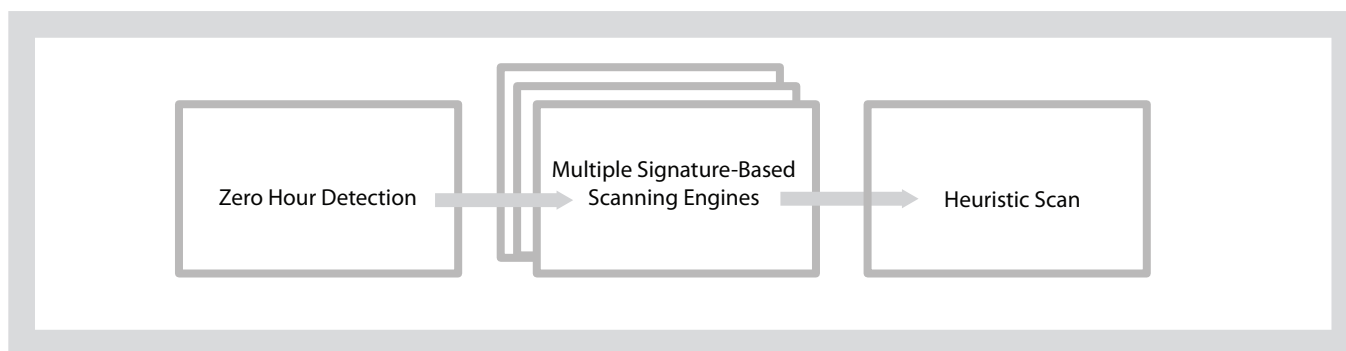 Zero Hour Detection
Multiple Signature-Based
Scanning Engines
Heuristic Scan